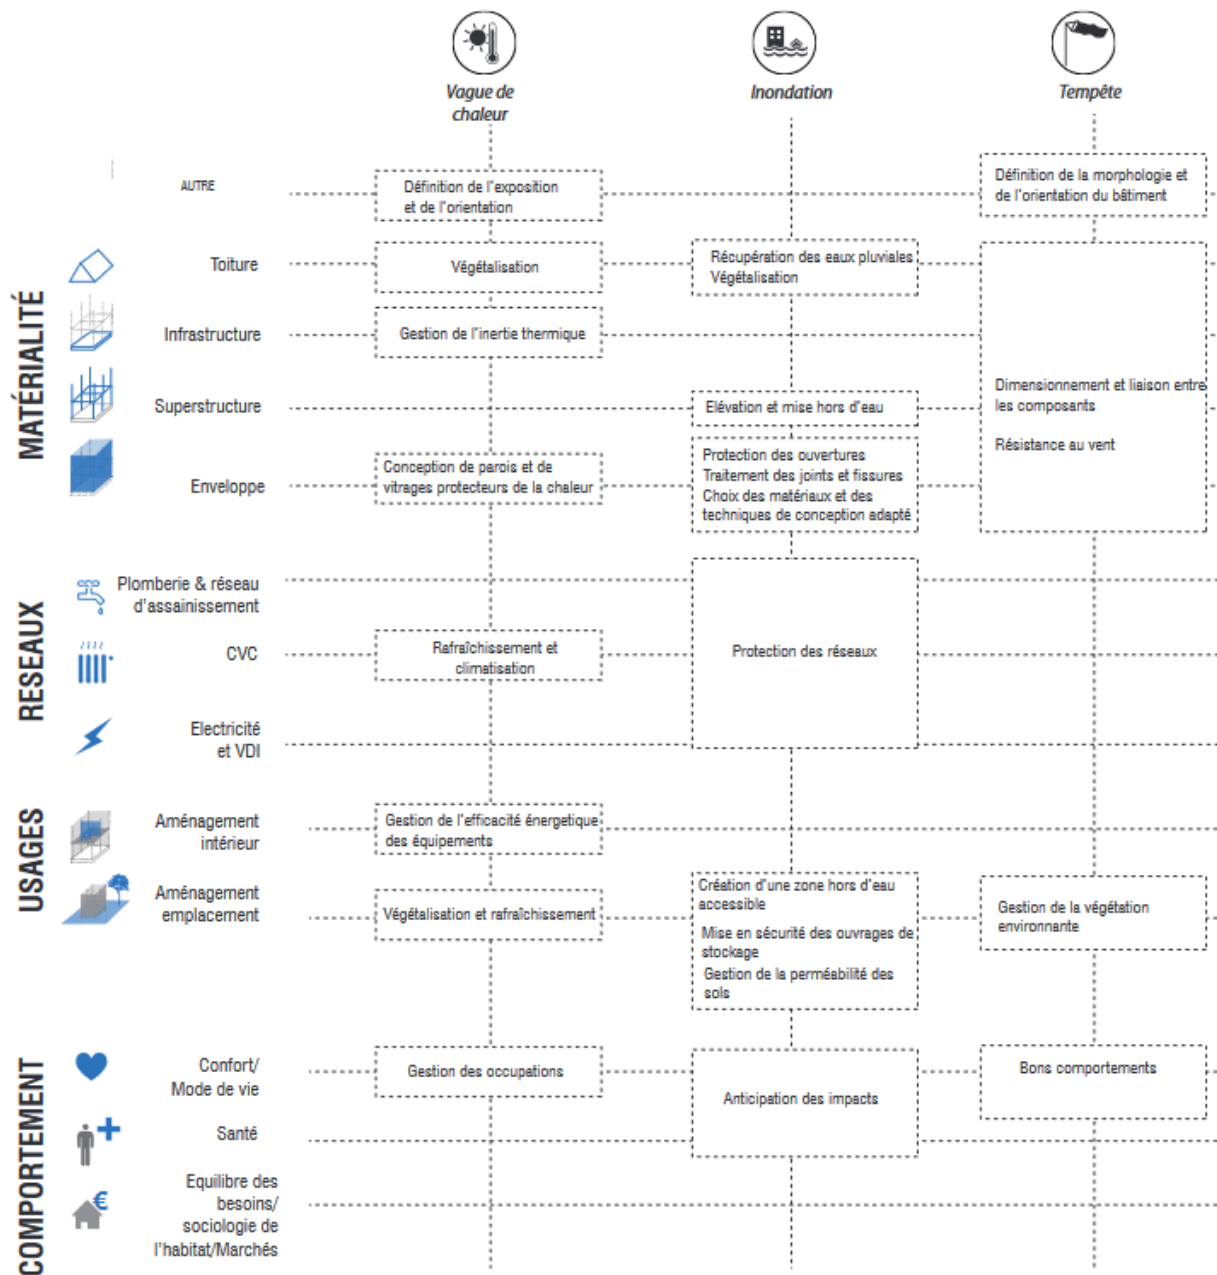 Vague de
chaleur
Inondation
Tempête
AUTRE
Définition de l'exposition
et de l'orientation
Définition de la morphologie et
de l'orientation du bâtiment
MATÉRIALITÉ
Toiture
Végétalisation
Récupération des eaux pluviales
Végétalisation
Infrastructure
Gestion de l'inertie thermique
Superstructure
Elévation et mise hors d'eau
Dimensionnement et liaison entre
les composants
Résistance au vent
Enveloppe
Conception de parois et de
vitrages protecteurs de la chaleur
Protection des ouvertures
Traitement des joints et fissures
Choix des matériaux et des
techniques de conception adapté
RESEAUX
Plomberie & réseau
d'assainissement
CVC
Rafraîchissement et
climatisation
Protection des réseaux
Electricité
et VDI
USAGES
Aménagement
intérieur
Gestion de l'efficacité énergetique
des équipements
Aménagement
emplacement
Végétalisation et rafraîchissement
Création d'une zone hors d'eau
accessible
Mise en sécurité des ouvrages de
stockage
Gestion de la perméabilité des
sols
Gestion de la végétation
environnante
COMPORTEMENT
Confort/
Mode de vie
Gestion des occupations
Anticipation des impacts
Bons comportements
Santé
Equilibre des
besoins/
sociologie de
l'habitat/Marchés
€